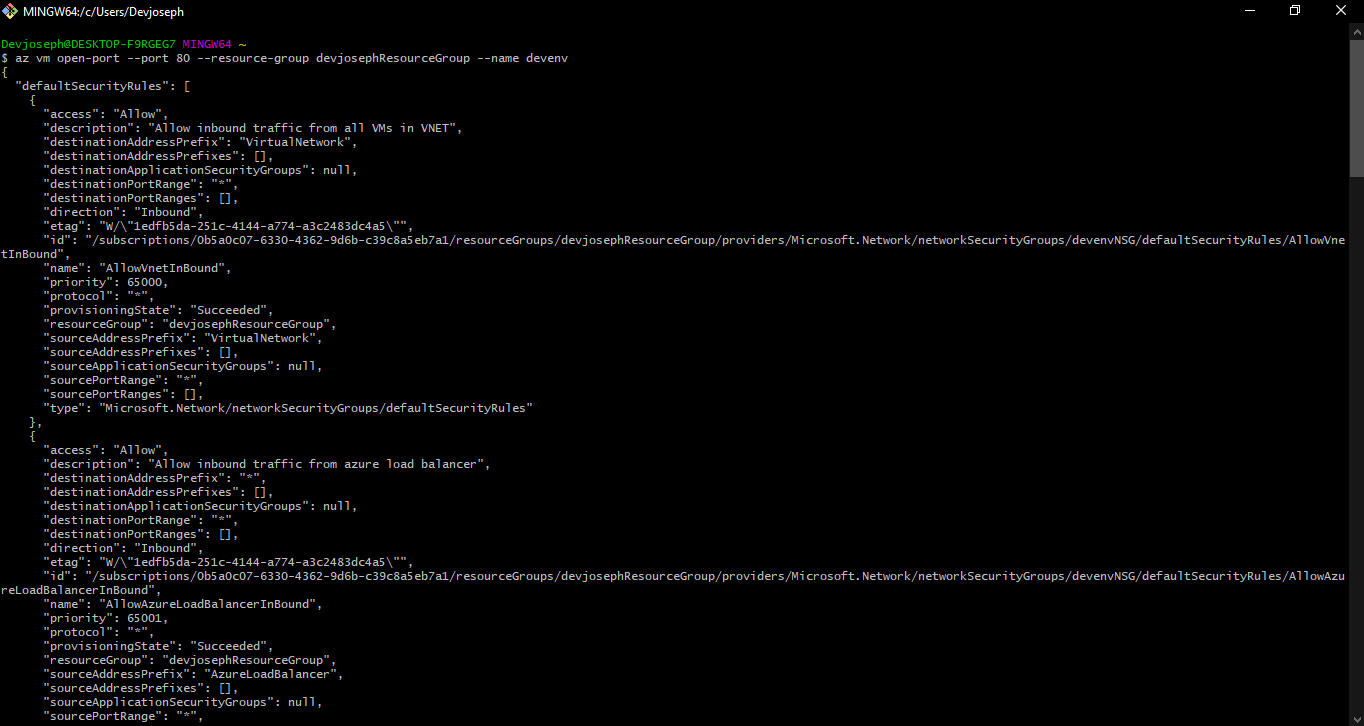 MINGW64:/c/Users/Devjoseph
Devjoseph@DESKTOP-F9RGEG7 MINGW64 ~
$ az vm open-port --port 80 --resource-group devjosephResourceGroup --name devenv
{
  "defaultSecurityRules": [
    {
      "access": "Allow",
      "description": "Allow inbound traffic from all VMs in VNET",
      "destinationAddressPrefix": "VirtualNetwork",
      "destinationAddressPrefixes": [],
      "destinationApplicationSecurityGroups": null,
      "destinationPortRange": "*",
      "destinationPortRanges": [],
      "direction": "Inbound",
      "etag": "W/\"1edfb5da-251c-4144-a774-a3c2483dc4a5\"",
      "id": "/subscriptions/0b5a0c07-6330-4362-9d6b-c39c8a5eb7a1/resourceGroups/devjosephResourceGroup/providers/Microsoft.Network/networkSecurityGroups/devenvNSG/defaultSecurityRules/AllowVne
tInBound",
      "name": "AllowVnetInBound",
      "priority": 65000,
      "protocol": "*",
      "provisioningState": "Succeeded",
      "resourceGroup": "devjosephResourceGroup",
      "sourceAddressPrefix": "VirtualNetwork",
      "sourceAddressPrefixes": [],
      "sourceApplicationSecurityGroups": null,
      "sourcePortRange": "*",
      "sourcePortRanges": [],
      "type": "Microsoft.Network/networkSecurityGroups/defaultSecurityRules"
    },
    {
      "access": "Allow",
      "description": "Allow inbound traffic from azure load balancer",
      "destinationAddressPrefix": "*",
      "destinationAddressPrefixes": [],
      "destinationApplicationSecurityGroups": null,
      "destinationPortRange": "*",
      "destinationPortRanges": [],
      "direction": "Inbound",
      "etag": "W/\"1edfb5da-251c-4144-a774-a3c2483dc4a5\"",
      "id": "/subscriptions/0b5a0c07-6330-4362-9d6b-c39c8a5eb7a1/resourceGroups/devjosephResourceGroup/providers/Microsoft.Network/networkSecurityGroups/devenvNSG/defaultSecurityRules/AllowAzu
reLoadBalancerInBound",
      "name": "AllowAzureLoadBalancerInBound",
      "priority": 65001,
      "protocol": "*",
      "provisioningState": "Succeeded",
      "resourceGroup": "devjosephResourceGroup",
      "sourceAddressPrefix": "AzureLoadBalancer",
      "sourceAddressPrefixes": [],
      "sourceApplicationSecurityGroups": null,
      "sourcePortRange": "*",